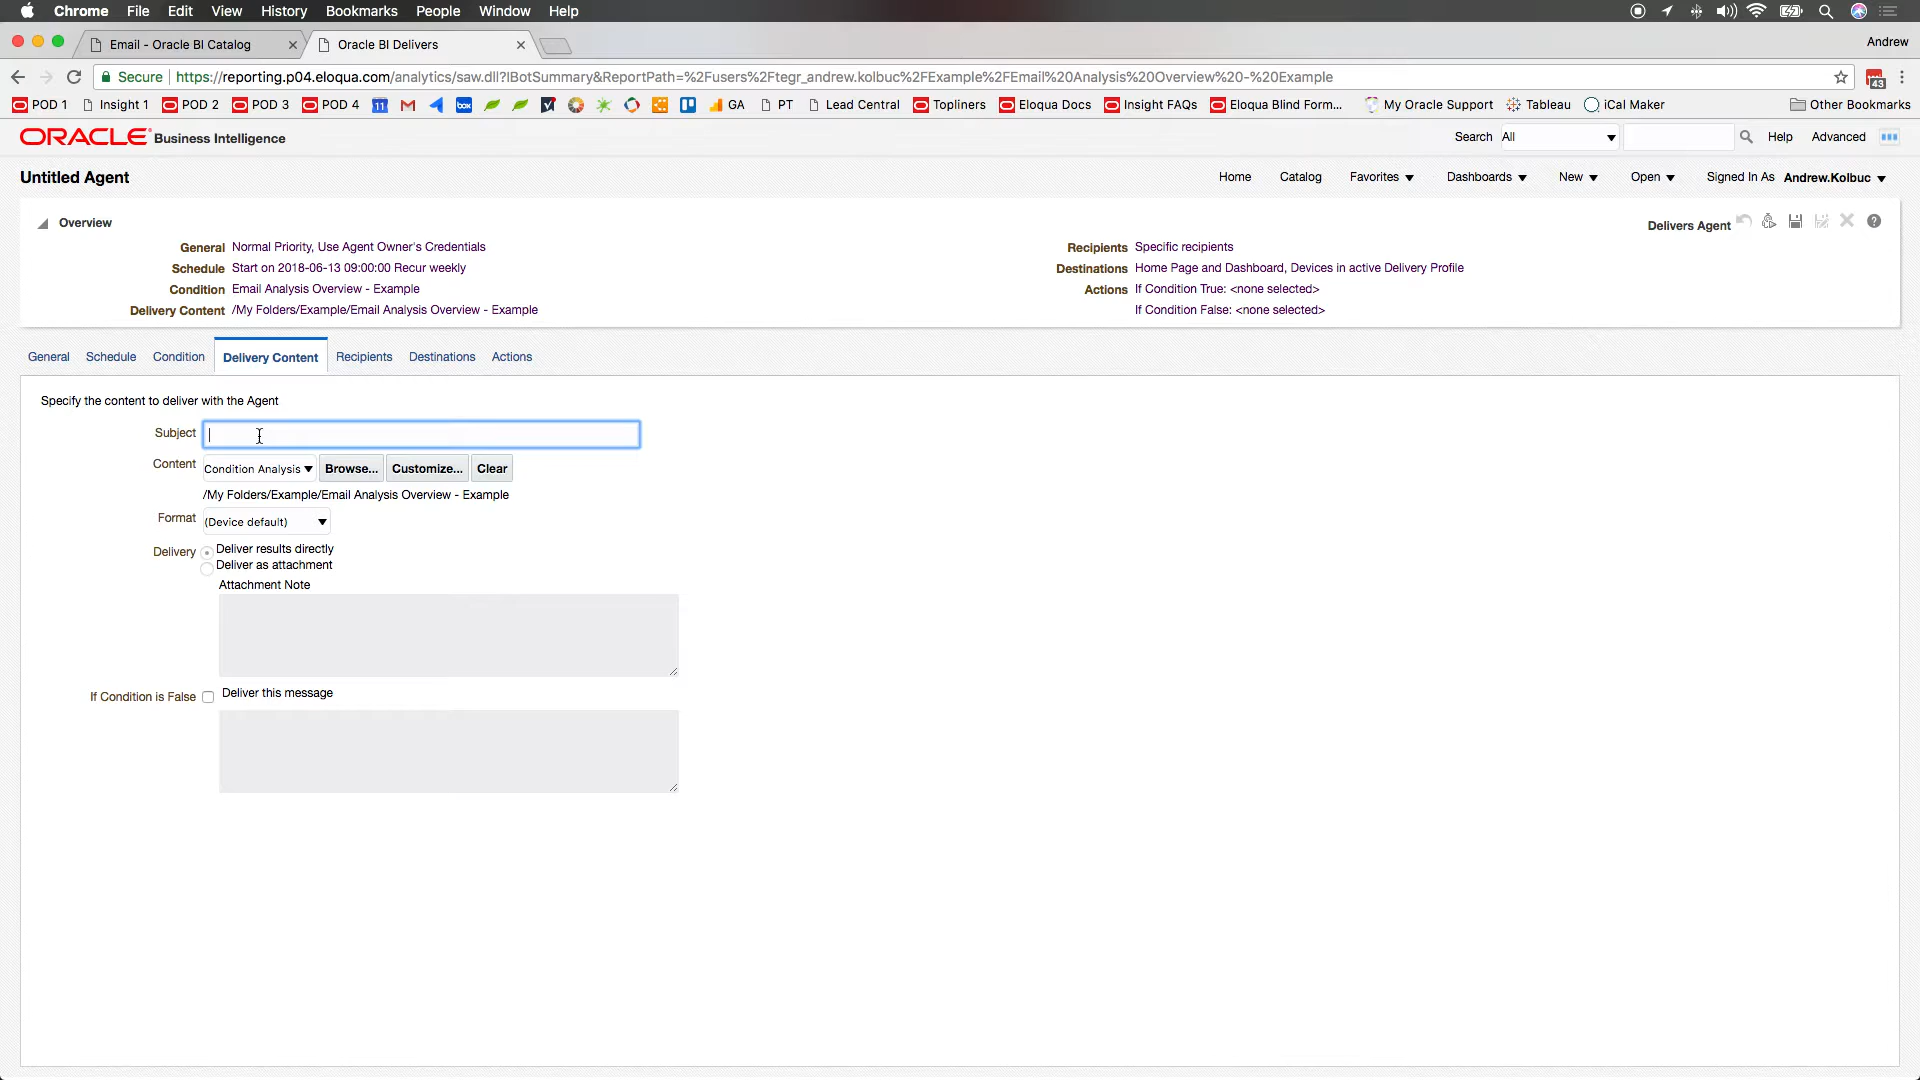 Chrome File Edit View History Bookmarks People Window Help
Email - Oracle BI Catalog
Oracle BI Delivers
Andrew
Secure https://reporting.p04.eloqua.com/analytics/saw.dll?IBotSummary&ReportPath=%2Fusers%2Ftegr_andrew.kolbuc%2FExample%2FEmail%20Analysis%20Overview%20-%20Example
43
POD 1 Insight 1 POD 2 POD 3 POD 4 11 box GA PT Lead Central Topliners Eloqua Docs Insight FAQs Eloqua Blind Form... My Oracle Support Tableau iCal Maker Other Bookmarks
ORACLE Business Intelligence
Search All Help Advanced
Untitled Agent
Home Catalog Favorites Dashboards New Open Signed In As Andrew.Kolbuc
Overview
Delivers Agent
General Normal Priority, Use Agent Owner's Credentials
Recipients Specific recipients
Schedule Start on 2018-06-13 09:00:00 Recur weekly
Destinations Home Page and Dashboard, Devices in active Delivery Profile
Condition Email Analysis Overview - Example
Actions If Condition True: <none selected>
Delivery Content /My Folders/Example/Email Analysis Overview - Example
If Condition False: <none selected>
General Schedule Condition Delivery Content Recipients Destinations Actions
Specify the content to deliver with the Agent
Subject
Content Condition Analysis Browse... Customize... Clear
/My Folders/Example/Email Analysis Overview - Example
Format (Device default)
Delivery Deliver results directly
Deliver as attachment
Attachment Note
If Condition is False Deliver this message